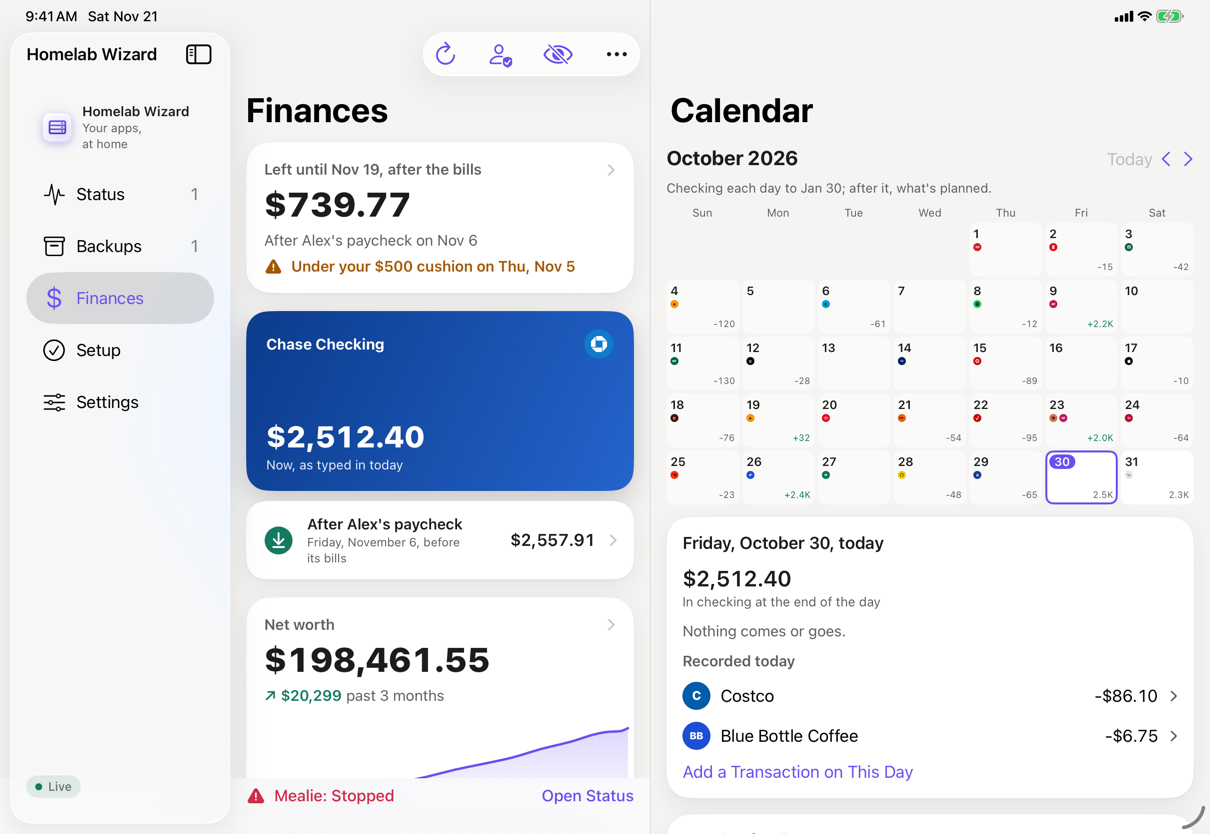 9:41 AM Sat Nov 21
Homelab Wizard
Homelab Wizard
Your apps,
at home
Status 1
Backups 1
Finances
Setup
Settings
Live
Finances
Left until Nov 19, after the bills
$739.77
After Alex's paycheck on Nov 6
Under your $500 cushion on Thu, Nov 5
Chase Checking
$2,512.40
Now, as typed in today
After Alex's paycheck
Friday, November 6, before
its bills
$2,557.91
Net worth
$198,461.55
$20,299 past 3 months
Mealie: Stopped
Open Status
Calendar
October 2026
Today
Checking each day to Jan 30; after it, what's planned.
Sun Mon Tue Wed Thu Fri Sat
1 2 3
-15 -42
4 5 6 7 8 9 10
-120 -61 -12 +2.2K
11 12 13 14 15 16 17
-130 -28 -89 -10
18 19 20 21 22 23 24
-76 +32 -54 -95 +2.0K -64
25 26 27 28 29 30 31
-23 +2.4K -48 -65 2.5K 2.3K
Friday, October 30, today
$2,512.40
In checking at the end of the day
Nothing comes or goes.
Recorded today
C Costco -$86.10
BB Blue Bottle Coffee -$6.75
Add a Transaction on This Day